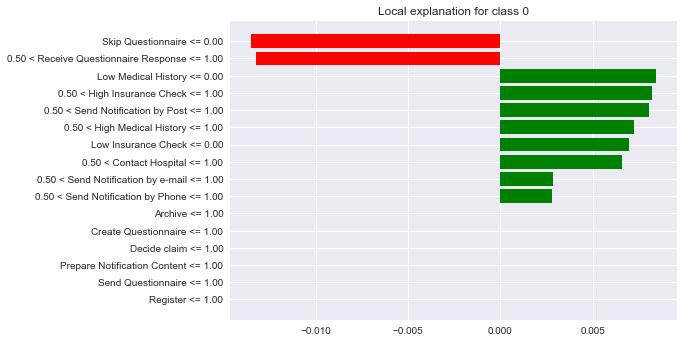 Local explanation for class 0
Skip Questionnaire <= 0.00
0.50 < Receive Questionnaire Response <= 1.00
Low Medical History <= 0.00
0.50 < High Insurance Check <= 1.00
0.50 < Send Notification by Post <= 1.00
0.50 < High Medical History <= 1.00
Low Insurance Check <= 0.00
0.50 < Contact Hospital <= 1.00
0.50 < Send Notification by e-mail <= 1.00
0.50 < Send Notification by Phone <= 1.00
Archive <= 1.00
Create Questionnaire <= 1.00
Decide claim <= 1.00
Prepare Notification Content <= 1.00
Send Questionnaire <= 1.00
Register <= 1.00
−0.010 −0.005 0.000 0.005